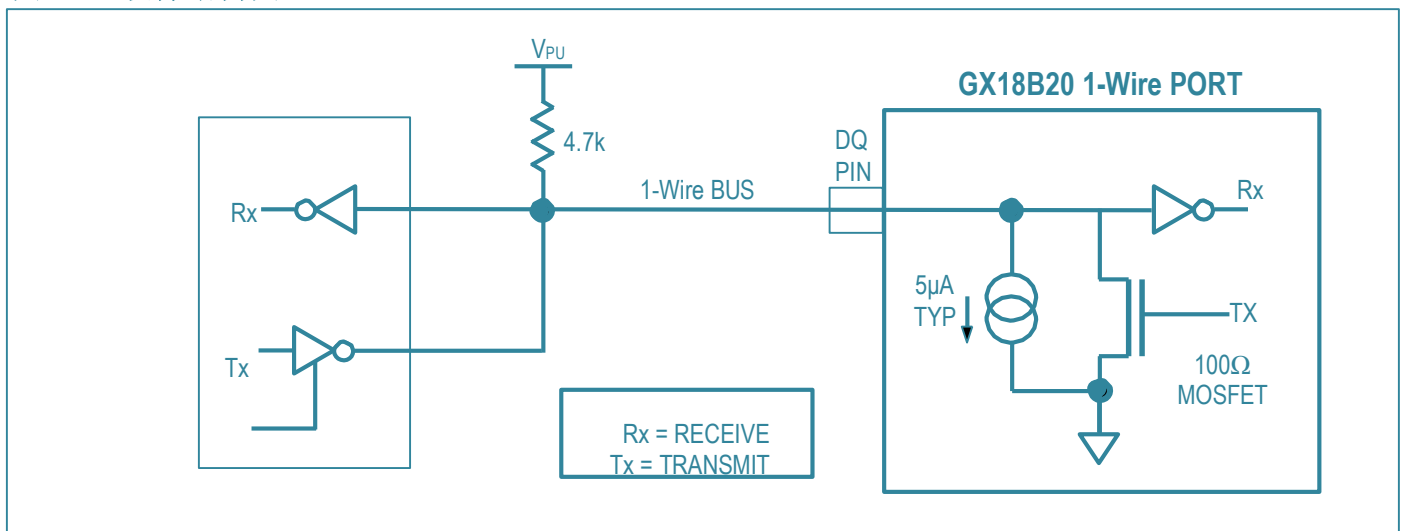 V_PU
GX18B20 1-Wire PORT
4.7k
DQ
PIN
1-Wire BUS
Rx
Rx
5µA
TYP
TX
Tx
100Ω
MOSFET
Rx = RECEIVE
Tx = TRANSMIT